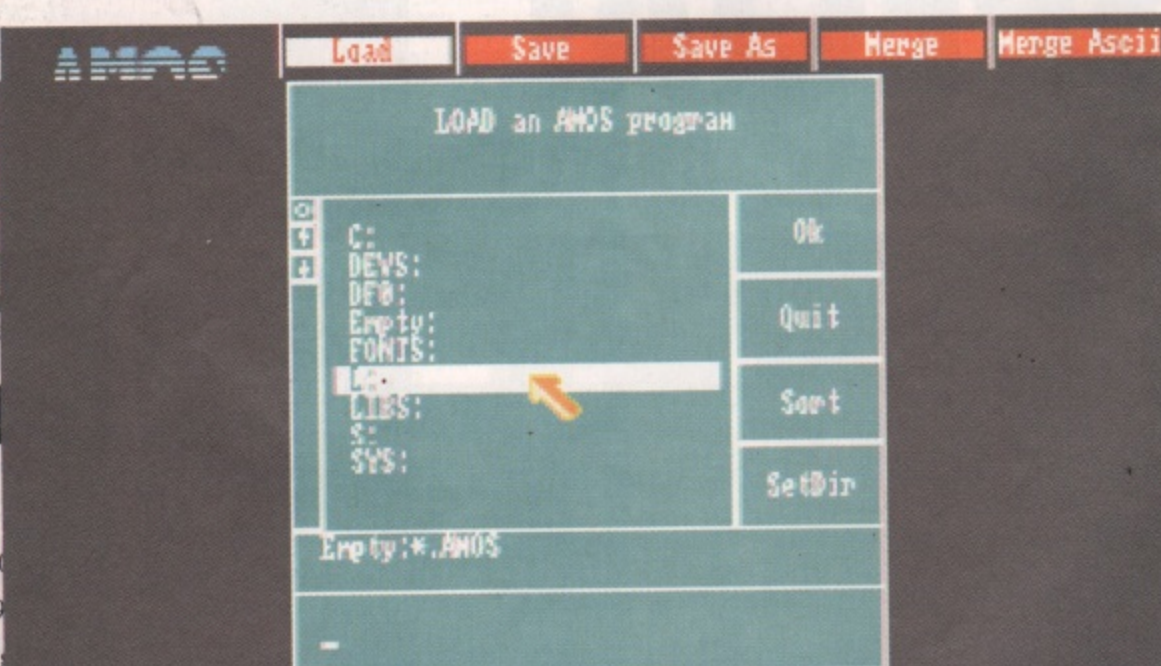 AMOS
Load Save Save As Merge Merge Ascii
LOAD an AMOS program
C:
DEVS:
DF0:
Empty:
FONTS:
L:
LIBS:
S:
SYS:
Ok
Quit
Sort
SetDir
Empty:*.AMOS